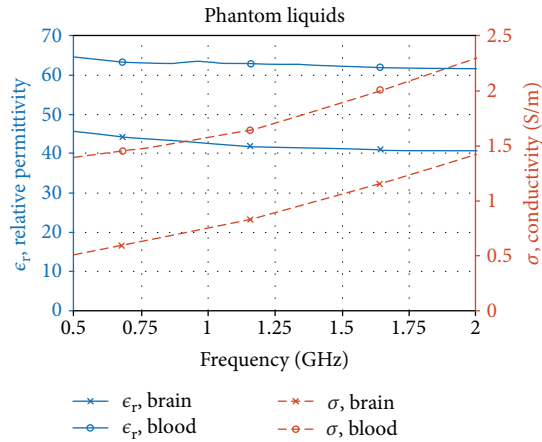 Phantom liquids
70
60
50
40
30
20
10
0
ϵr, relative permittivity
2.5
2
1.5
1
0.5
0
σ, conductivity (S/m)
0.5 0.75 1 1.25 1.5 1.75 2
Frequency (GHz)
ϵr, brain σ, brain
ϵr, blood σ, blood